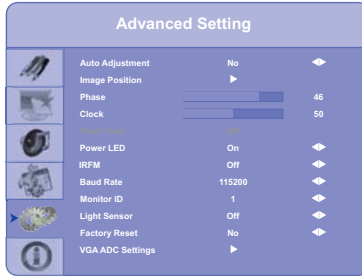 Advanced Setting
Auto Adjustment No
Image Position
Phase 46
Clock 50
Off
Power LED On
IRFM Off
Baud Rate 115200
Monitor ID 1
Light Sensor Off
Factory Reset No
VGA ADC Settings